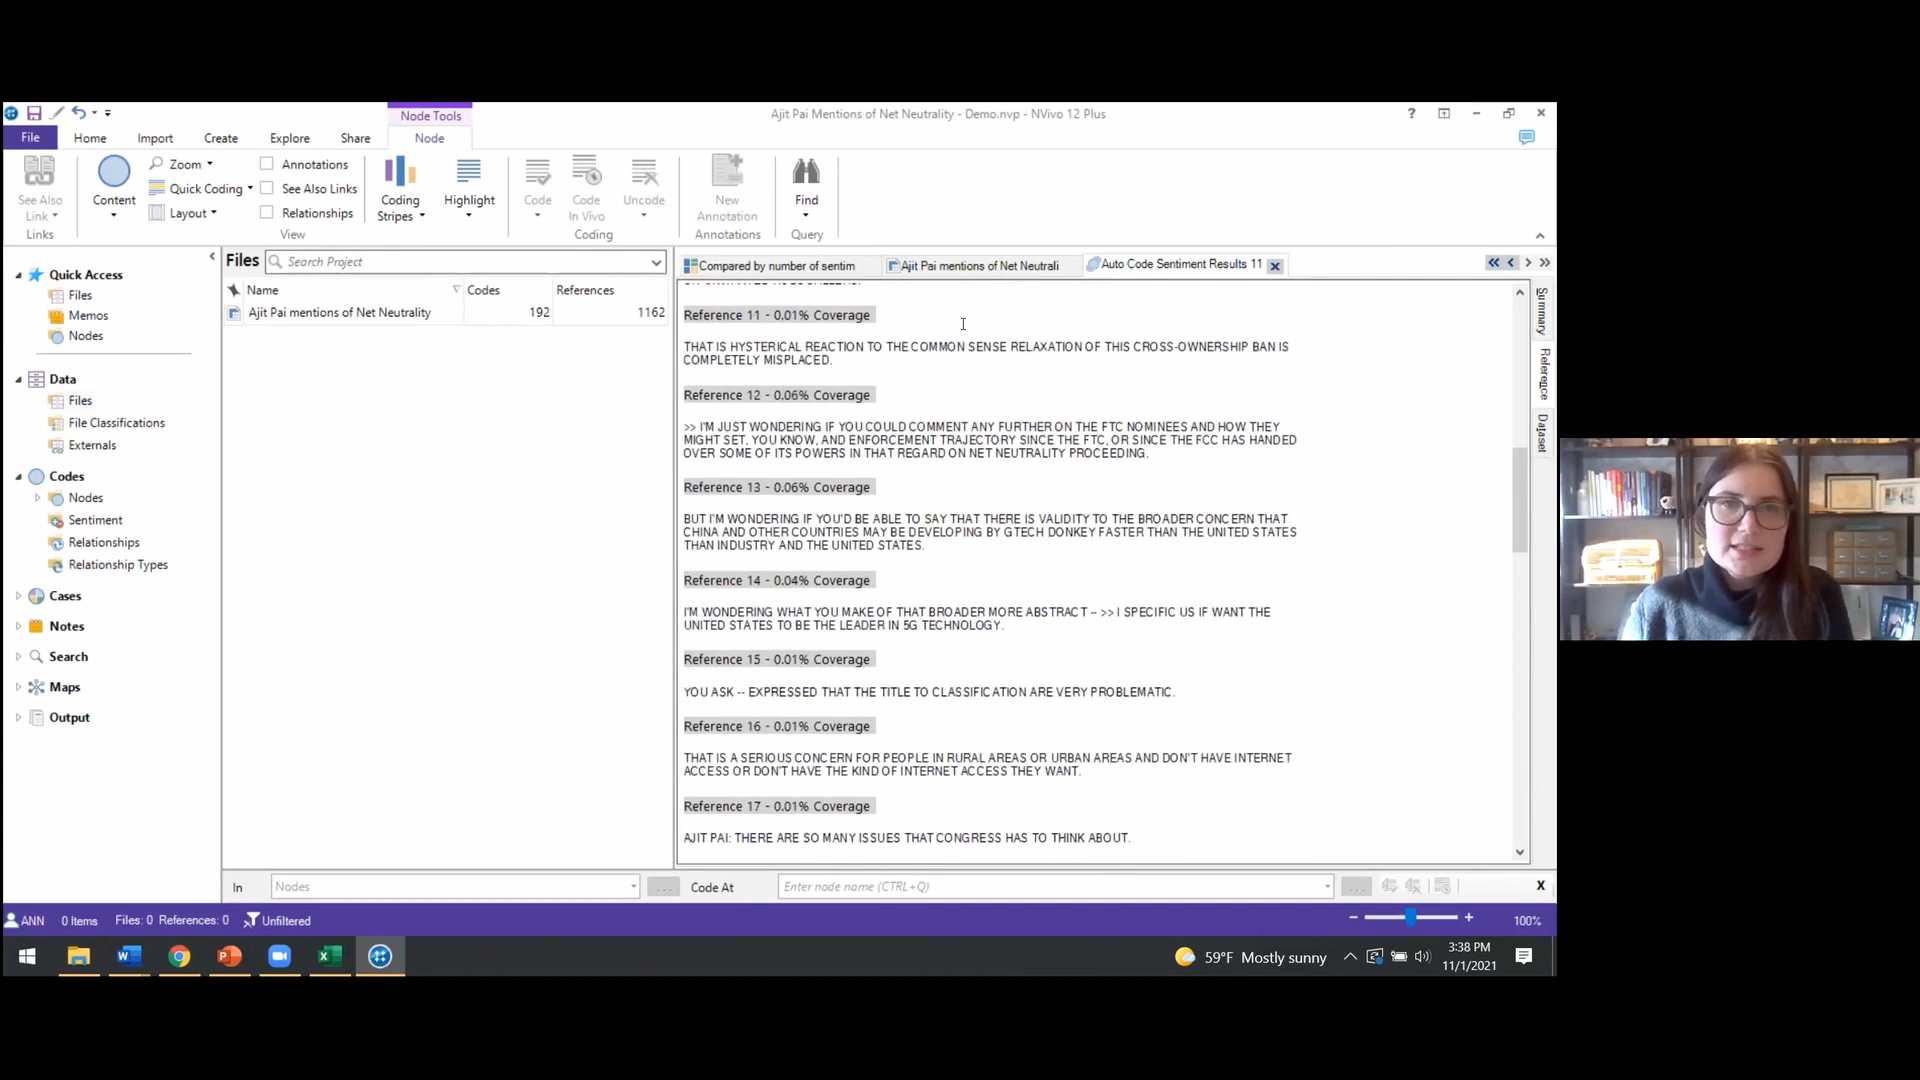 Node Tools
Ajit Pai Mentions of Net Neutrality - Demo.nvp - NVivo 12 Plus
File
Home
Import
Create
Explore
Share
Node
See Also
Link
Links
Content
Zoom
Quick Coding
Layout
Annotations
See Also Links
Relationships
View
Coding
Stripes
Highlight
Code
Code
In Vivo
Uncode
Coding
New
Annotation
Annotations
Find
Query
Quick Access
Files
Memos
Nodes
Data
Files
File Classifications
Externals
Codes
Nodes
Sentiment
Relationships
Relationship Types
Cases
Notes
Search
Maps
Output
Files
Search Project
Name Codes References
Ajit Pai mentions of Net Neutrality 192 1162
Compared by number of sentim
Ajit Pai mentions of Net Neutrali
Auto Code Sentiment Results 11
Reference 11 - 0.01% Coverage
THAT IS HYSTERICAL REACTION TO THE COMMON SENSE RELAXATION OF THIS CROSS-OWNERSHIP BAN IS
COMPLETELY MISPLACED.
Reference 12 - 0.06% Coverage
>> I'M JUST WONDERING IF YOU COULD COMMENT ANY FURTHER ON THE FTC NOMINEES AND HOW THEY
MIGHT SET, YOU KNOW, AND ENFORCEMENT TRAJECTORY SINCE THE FTC, OR SINCE THE FCC HAS HANDED
OVER SOME OF ITS POWERS IN THAT REGARD ON NET NEUTRALITY PROCEEDING.
Reference 13 - 0.06% Coverage
BUT I'M WONDERING IF YOU'D BE ABLE TO SAY THAT THERE IS VALIDITY TO THE BROADER CONCERN THAT
CHINA AND OTHER COUNTRIES MAY BE DEVELOPING BY GTECH DONKEY FASTER THAN THE UNITED STATES
THAN INDUSTRY AND THE UNITED STATES.
Reference 14 - 0.04% Coverage
I'M WONDERING WHAT YOU MAKE OF THAT BROADER MORE ABSTRACT – >> I SPECIFIC US IF WANT THE
UNITED STATES TO BE THE LEADER IN 5G TECHNOLOGY.
Reference 15 - 0.01% Coverage
YOU ASK -- EXPRESSED THAT THE TITLE TO CLASSIFICATION ARE VERY PROBLEMATIC.
Reference 16 - 0.01% Coverage
THAT IS A SERIOUS CONCERN FOR PEOPLE IN RURAL AREAS OR URBAN AREAS AND DON'T HAVE INTERNET
ACCESS OR DON'T HAVE THE KIND OF INTERNET ACCESS THEY WANT.
Reference 17 - 0.01% Coverage
AJIT PAI: THERE ARE SO MANY ISSUES THAT CONGRESS HAS TO THINK ABOUT.
Summary
Reference
Dataset
In
Nodes
...
Code At
Enter node name (CTRL+Q)
...
X
ANN 0 Items Files: 0 References: 0 Unfiltered
100%
59°F Mostly sunny
3:38 PM
11/1/2021